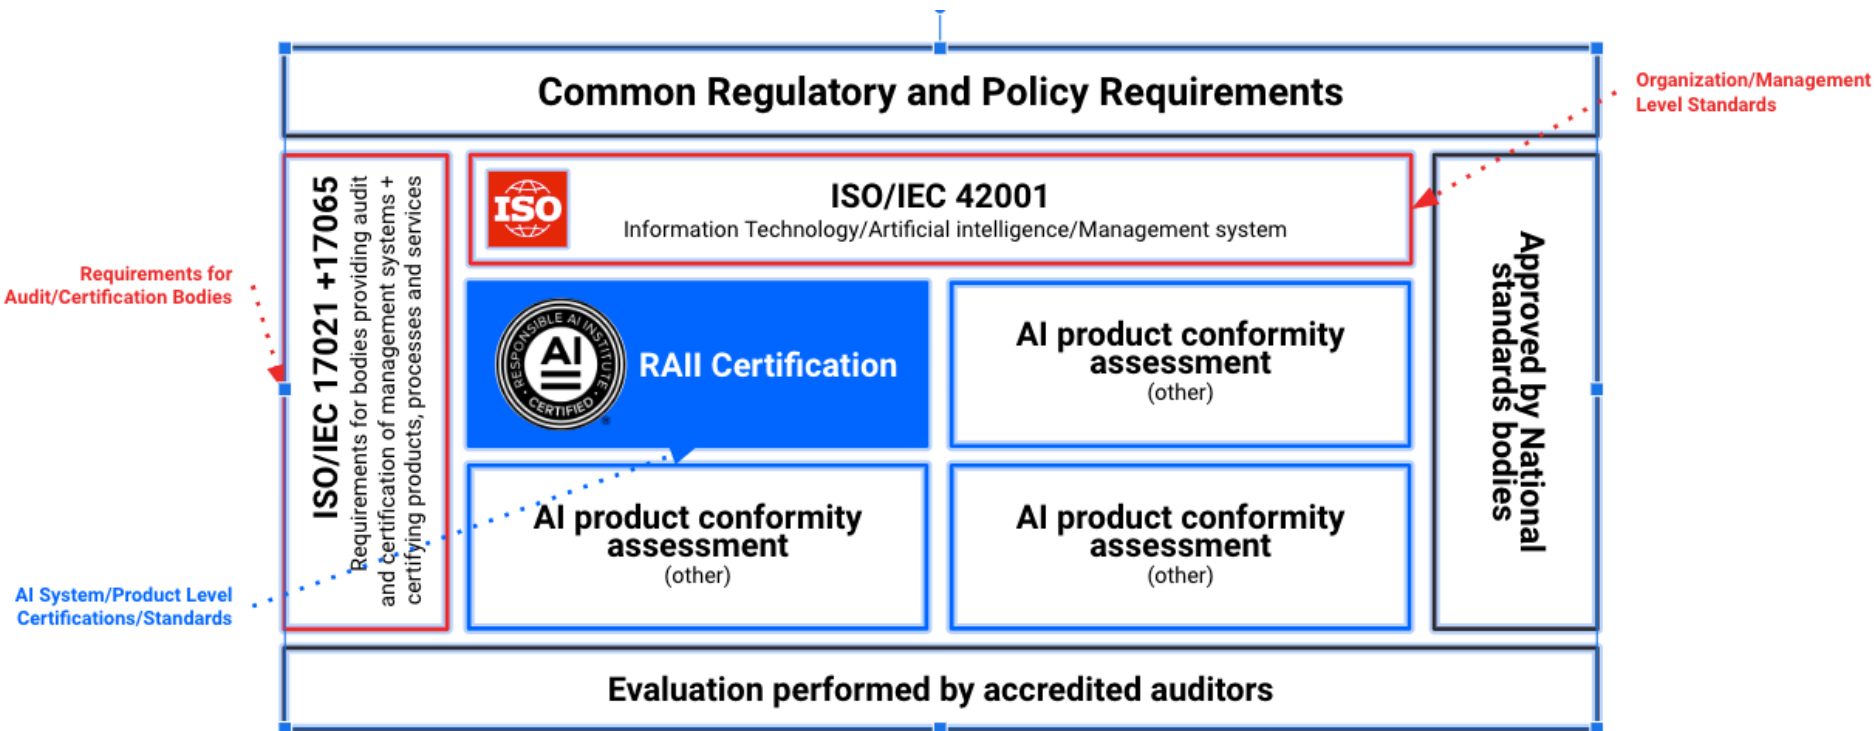 Common Regulatory and Policy Requirements
Organization/Management
Level Standards
ISO/IEC 17021 +17065
Requirements for bodies providing audit
and certification of management systems +
certifying products, processes and services
ISO
ISO/IEC 42001
Information Technology/Artificial intelligence/Management system
Approved by National
standards bodies
Requirements for
Audit/Certification Bodies
RESPONSIBLE AI INSTITUTE
AI
CERTIFIED
®
RAII Certification
AI product conformity
assessment
(other)
AI product conformity
assessment
(other)
AI product conformity
assessment
(other)
AI System/Product Level
Certifications/Standards
Evaluation performed by accredited auditors